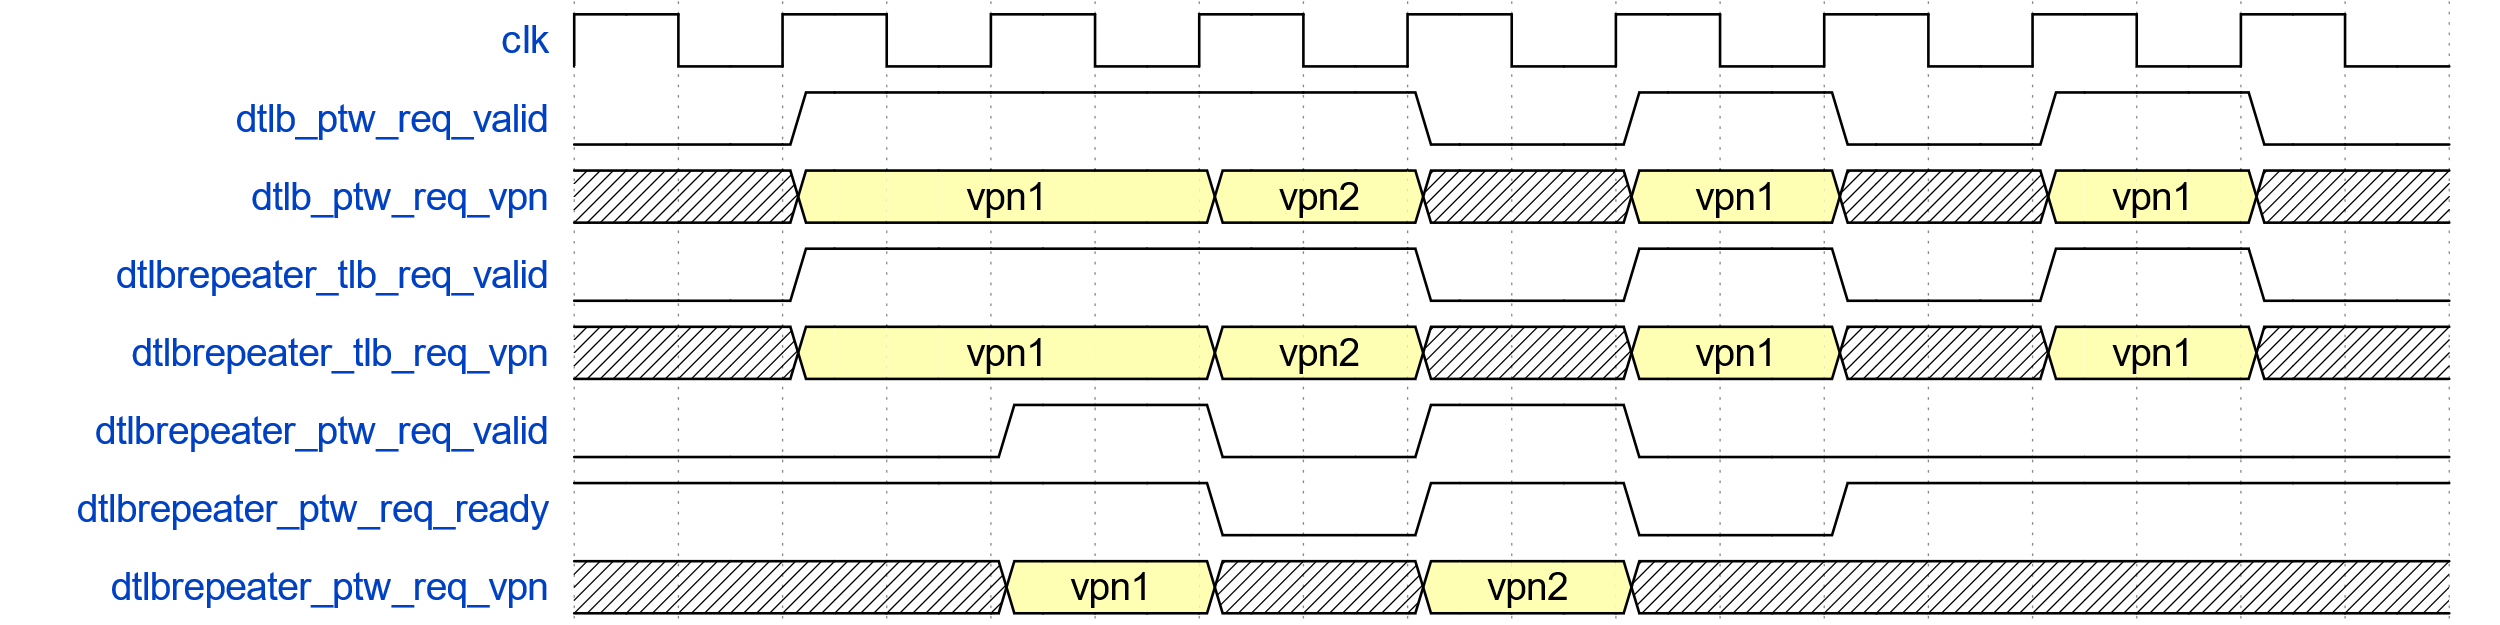 clk
dtlb_ptw_req_valid
dtlb_ptw_req_vpn vpn1 vpn2 vpn1 vpn1
dtlbrepeater_tlb_req_valid
dtlbrepeater_tlb_req_vpn vpn1 vpn2 vpn1 vpn1
dtlbrepeater_ptw_req_valid
dtlbrepeater_ptw_req_ready
dtlbrepeater_ptw_req_vpn vpn1 vpn2